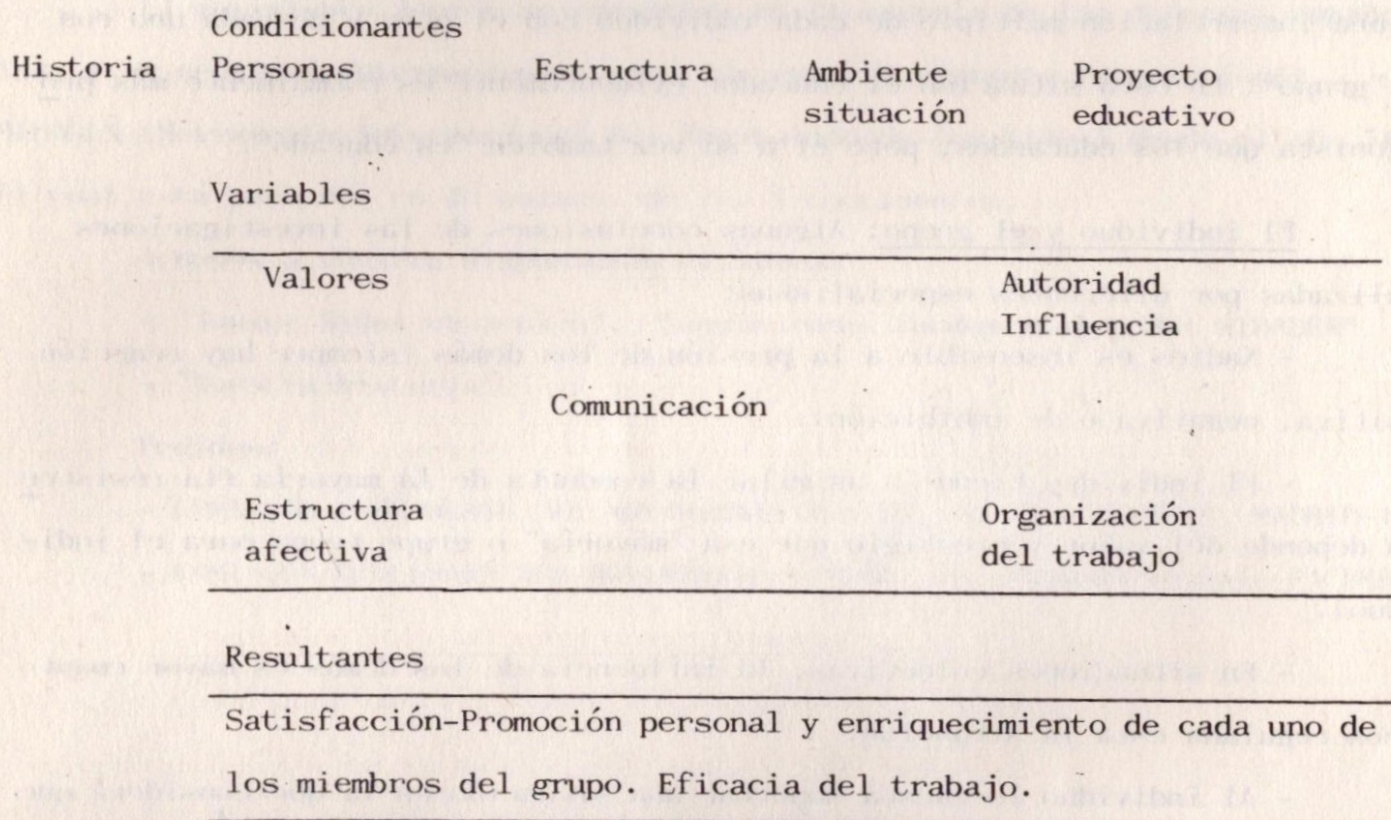 Condicionantes
Historia Personas Estructura Ambiente situación Proyecto educativo
Variables
Valores Autoridad Influencia
Comunicación
Estructura afectiva Organización del trabajo
Resultantes
Satisfacción-Promoción personal y enriquecimiento de cada uno de
los miembros del grupo. Eficacia del trabajo.